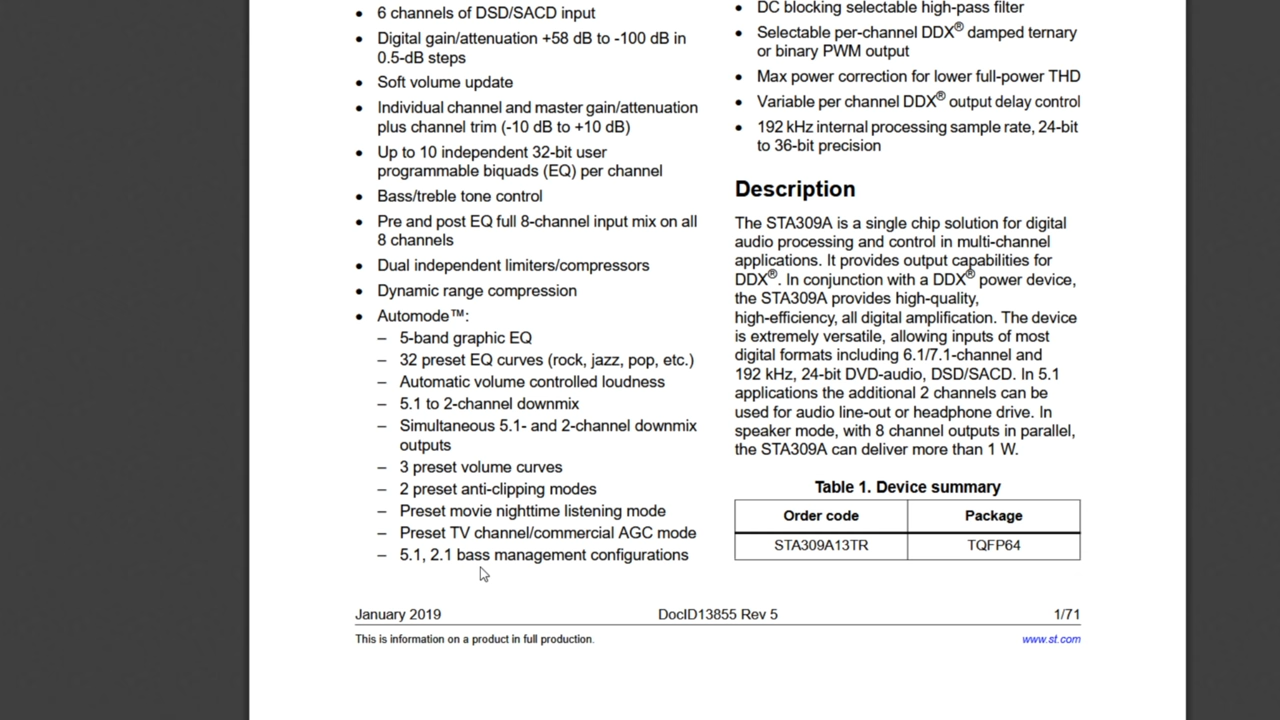 • 6 channels of DSD/SACD input
• Digital gain/attenuation +58 dB to -100 dB in
0.5-dB steps
• Soft volume update
• Individual channel and master gain/attenuation
plus channel trim (-10 dB to +10 dB)
• Up to 10 independent 32-bit user
programmable biquads (EQ) per channel
• Bass/treble tone control
• Pre and post EQ full 8-channel input mix on all
8 channels
• Dual independent limiters/compressors
• Dynamic range compression
• Automode™:
– 5-band graphic EQ
– 32 preset EQ curves (rock, jazz, pop, etc.)
– Automatic volume controlled loudness
– 5.1 to 2-channel downmix
– Simultaneous 5.1- and 2-channel downmix
outputs
– 3 preset volume curves
– 2 preset anti-clipping modes
– Preset movie nighttime listening mode
– Preset TV channel/commercial AGC mode
– 5.1, 2.1 bass management configurations
• DC blocking selectable high-pass filter
• Selectable per-channel DDX® damped ternary
or binary PWM output
• Max power correction for lower full-power THD
• Variable per channel DDX® output delay control
• 192 kHz internal processing sample rate, 24-bit
to 36-bit precision
Description
The STA309A is a single chip solution for digital
audio processing and control in multi-channel
applications. It provides output capabilities for
DDX®. In conjunction with a DDX® power device,
the STA309A provides high-quality,
high-efficiency, all digital amplification. The device
is extremely versatile, allowing inputs of most
digital formats including 6.1/7.1-channel and
192 kHz, 24-bit DVD-audio, DSD/SACD. In 5.1
applications the additional 2 channels can be
used for audio line-out or headphone drive. In
speaker mode, with 8 channel outputs in parallel,
the STA309A can deliver more than 1 W.
Table 1. Device summary
Order code Package
STA309A13TR TQFP64
January 2019 DocID13855 Rev 5 1/71
This is information on a product in full production. www.st.com